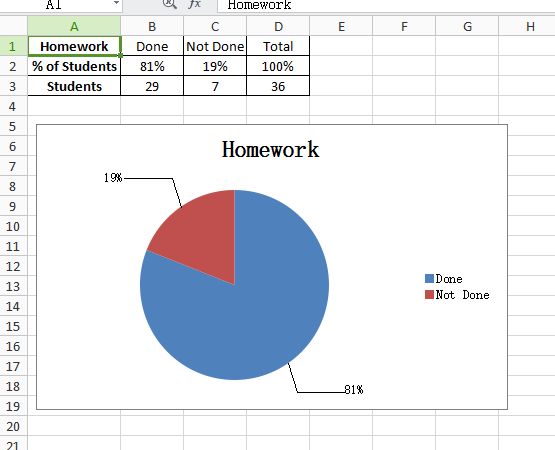 A1 fx Homework
A B C D E F G H
1 Homework Done Not Done Total
2 % of Students 81% 19% 100%
3 Students 29 7 36
4
5
6
7
8
9
10
11
12
13
14
15
16
17
18
19
20
21
Homework
19%
Done
Not Done
81%